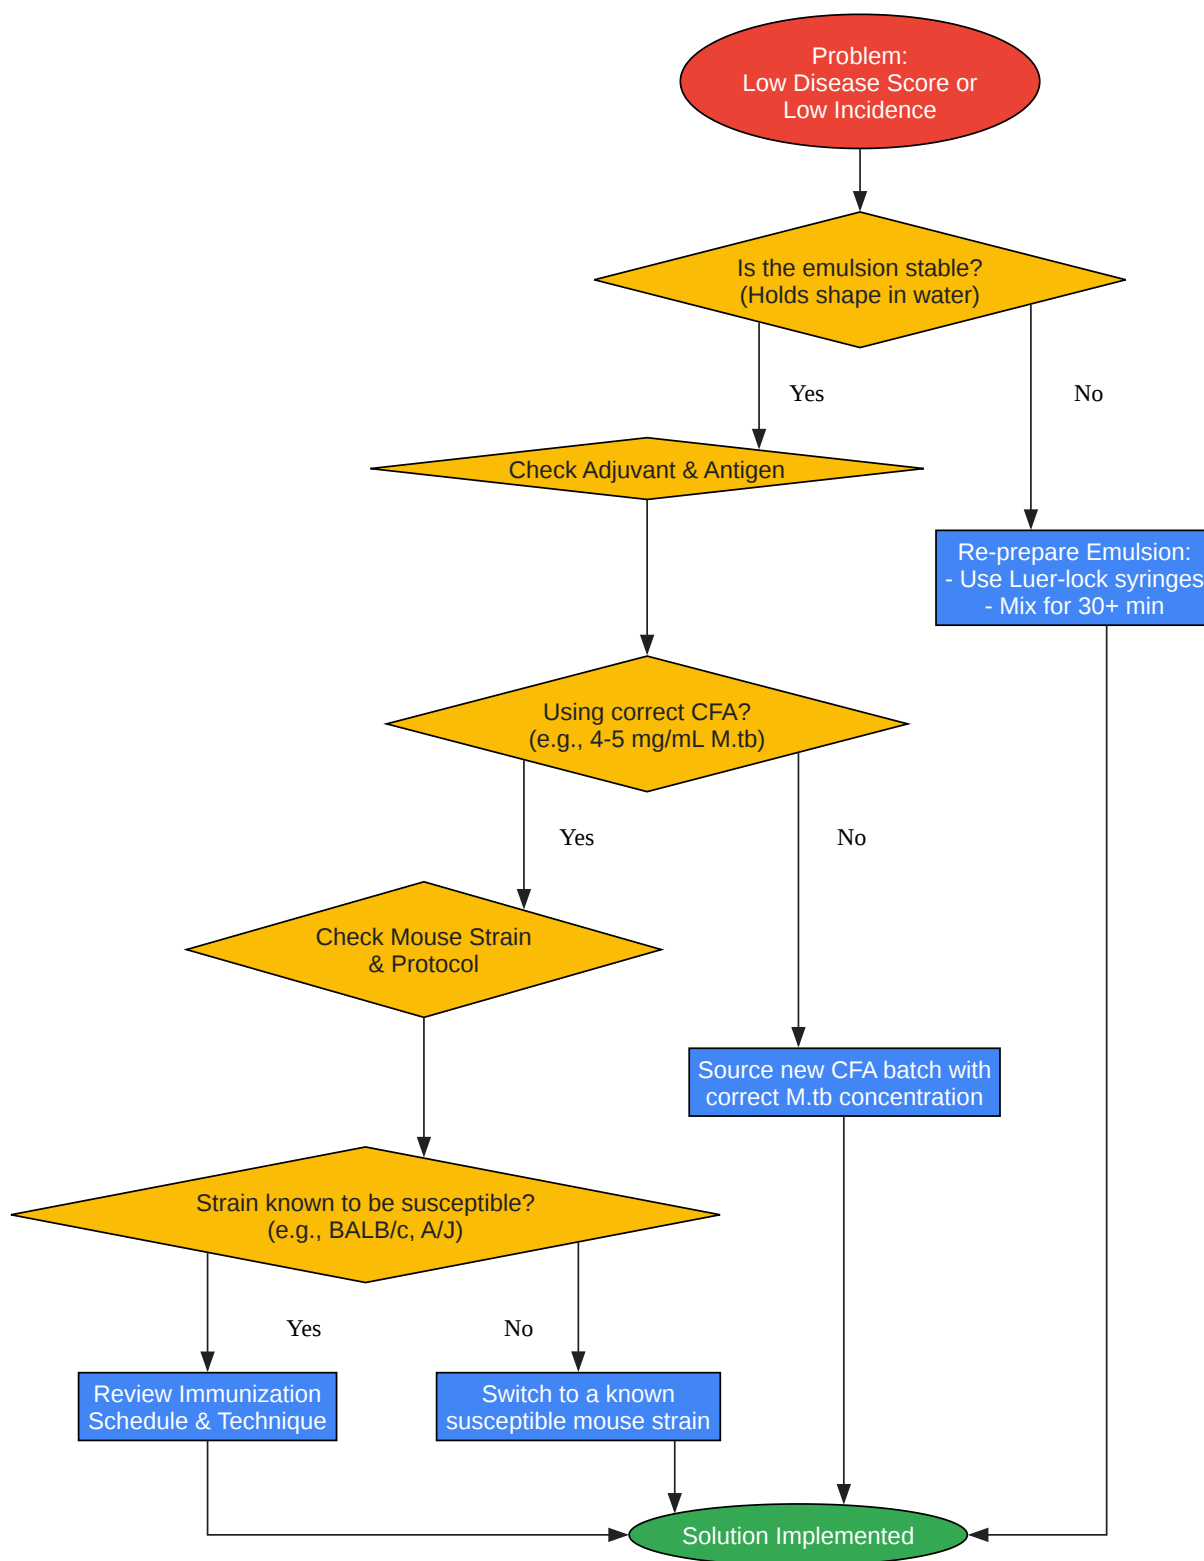 Problem:
Low Disease Score or
Low Incidence
Is the emulsion stable?
(Holds shape in water)
Yes
No
Check Adjuvant & Antigen
Re-prepare Emulsion:
- Use Luer-lock syringes
- Mix for 30+ min
Using correct CFA?
(e.g., 4-5 mg/mL M.tb)
Yes
No
Check Mouse Strain
& Protocol
Source new CFA batch with
correct M.tb concentration
Strain known to be susceptible?
(e.g., BALB/c, A/J)
Yes
No
Review Immunization
Schedule & Technique
Switch to a known
susceptible mouse strain
Solution Implemented